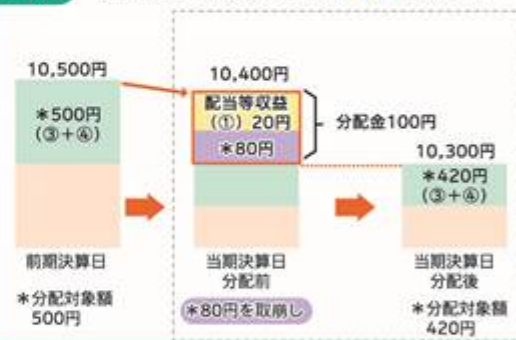 10,500円
＊500円
(③+④)
前期決算日
＊分配対象額
500円
10,400円
配当等収益
(①) 20円
＊80円
分配金100円
当期決算日
分配前
＊80円を取崩し
10,300円
＊420円
(③+④)
当期決算日
分配後
＊分配対象額
420円